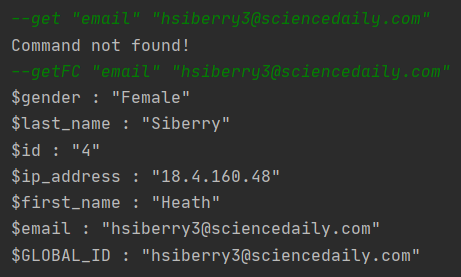 --get "email" "hsiberry3@sciencedaily.com"
Command not found!
--getFC "email" "hsiberry3@sciencedaily.com"
$gender : "Female"
$last_name : "Siberry"
$id : "4"
$ip_address : "18.4.160.48"
$first_name : "Heath"
$email : "hsiberry3@sciencedaily.com"
$GLOBAL_ID : "hsiberry3@sciencedaily.com"